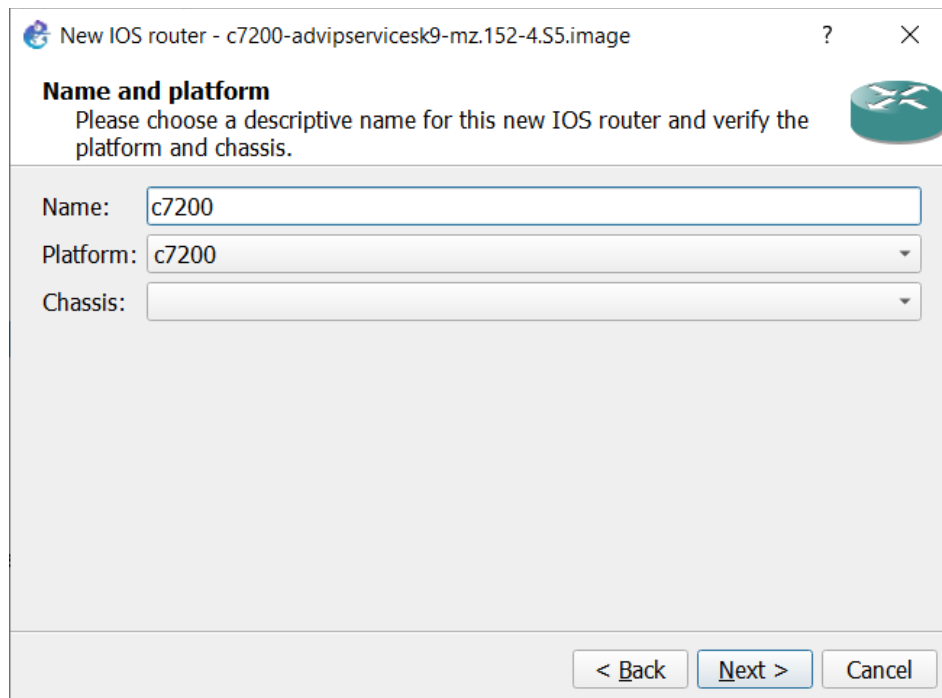 New IOS router - c7200-advipservicesk9-mz.152-4.S5.image ?
Name and platform
Please choose a descriptive name for this new IOS router and verify the
platform and chassis.
Name: c7200
Platform: c7200
Chassis:
< Back Next > Cancel